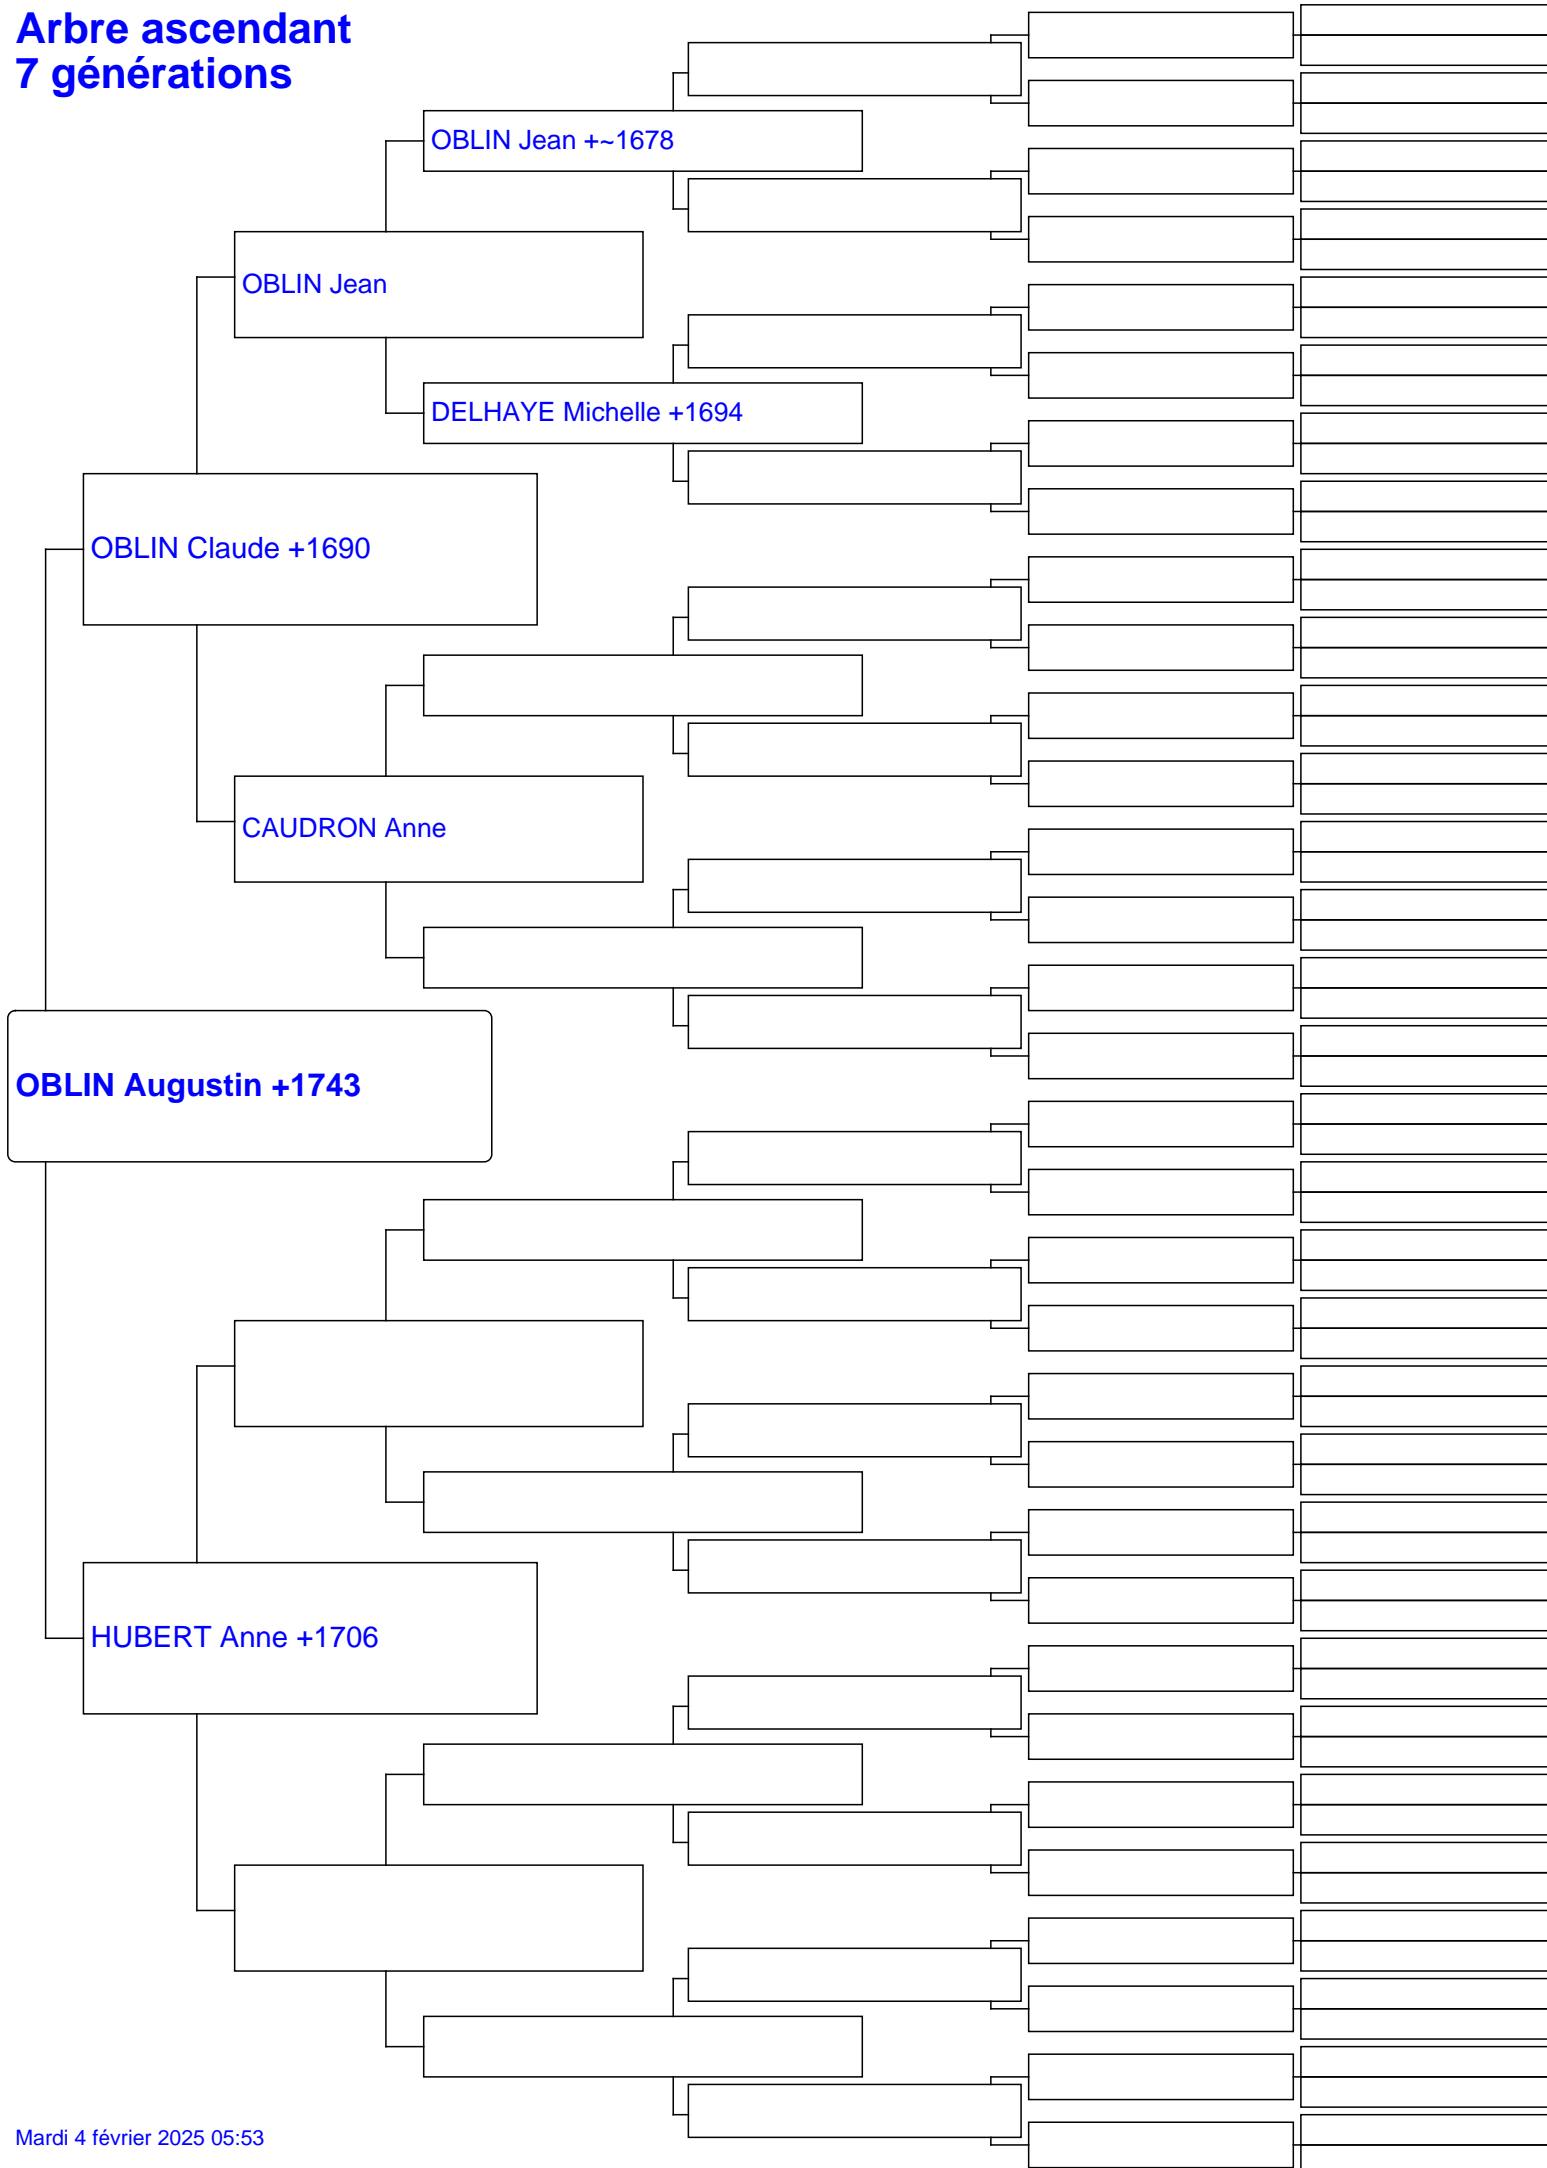 Arbre ascendant
7 générations
OBLIN Jean +~1678
OBLIN Jean
DELHAYE Michelle +1694
OBLIN Claude +1690
CAUDRON Anne
OBLIN Augustin +1743
HUBERT Anne +1706
Mardi 4 février 2025 05:53